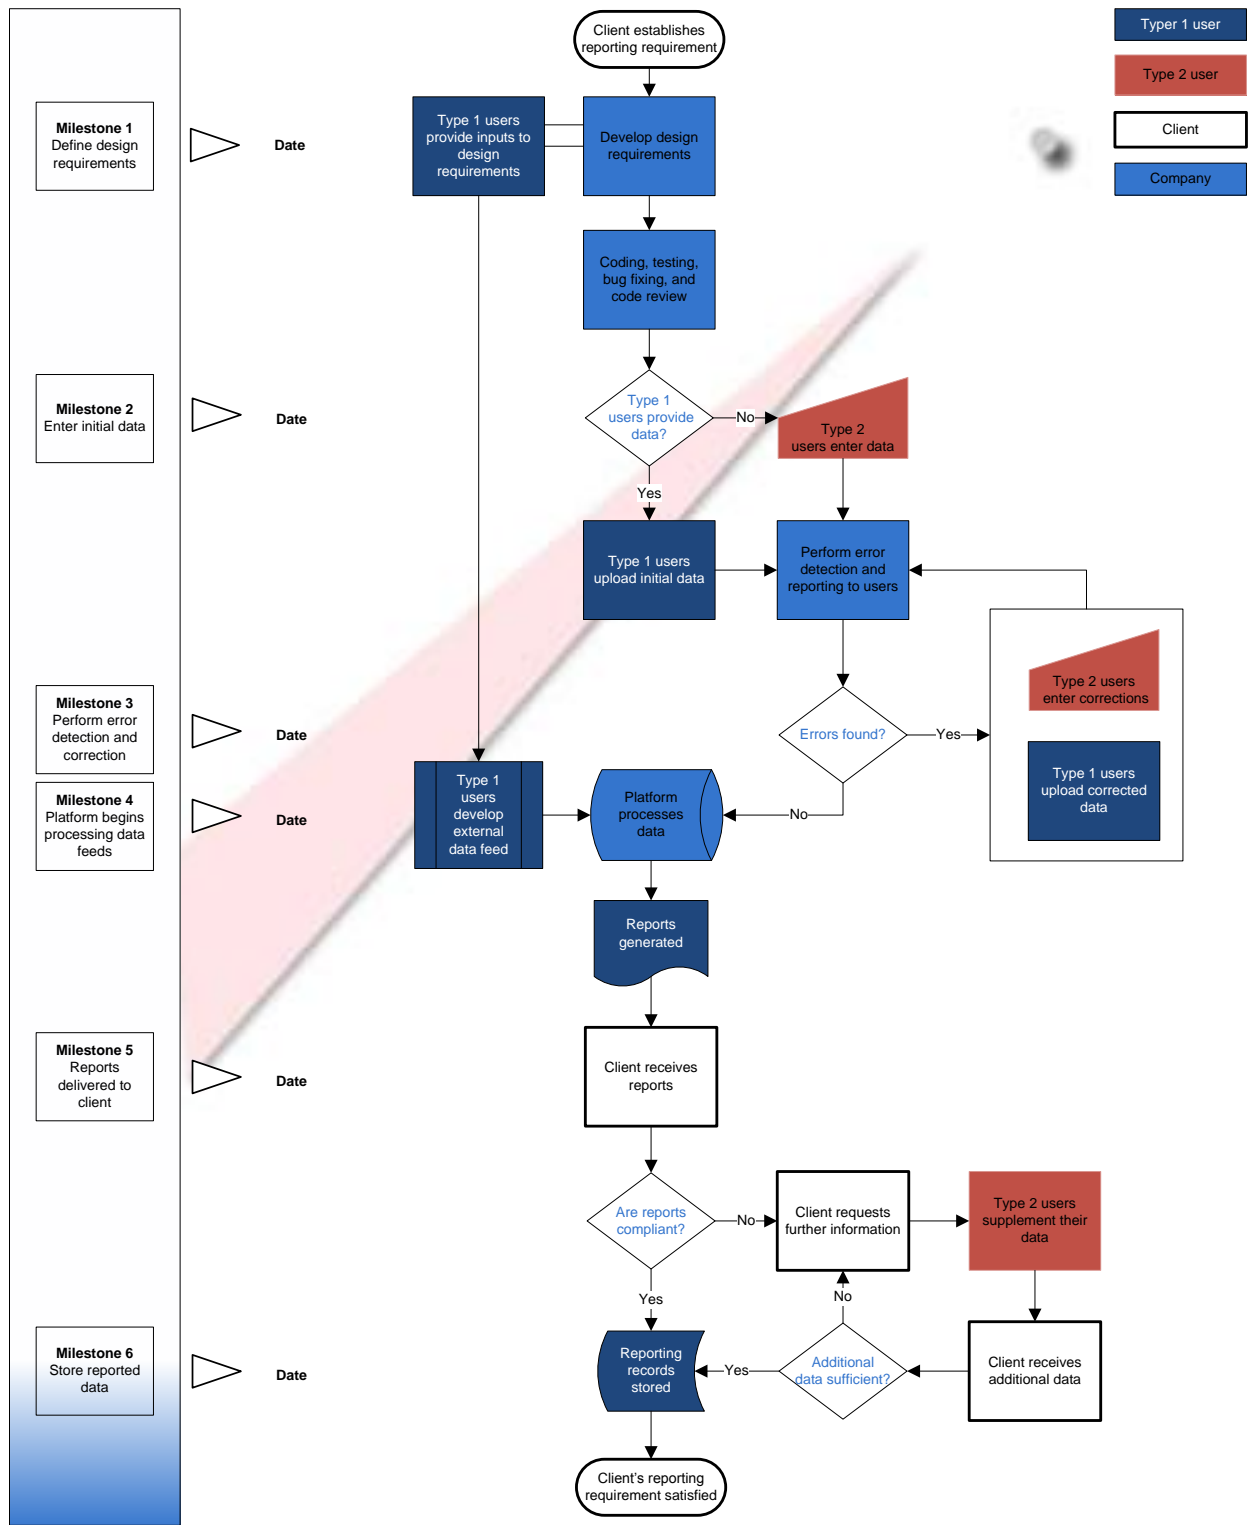 Client establishes
reporting requirement
Typer 1 user
Type 2 user
Client
Company
Milestone 1
Define design
requirements
Date
Type 1 users
provide inputs to
design
requirements
Develop design
requirements
Coding, testing,
bug fixing, and
code review
Milestone 2
Enter initial data
Date
Type 1
users provide
data?
No
Type 2
users enter data
Yes
Type 1 users
upload initial data
Perform error
detection and
reporting to users
Milestone 3
Perform error
detection and
correction
Date
Errors found?
Yes
Type 2 users
enter corrections
Type 1 users
upload corrected
data
Milestone 4
Platform begins
processing data
feeds
Date
Type 1
users
develop
external
data feed
Platform
processes
data
No
Reports
generated
Milestone 5
Reports
delivered to
client
Date
Client receives
reports
Are reports
compliant?
No
Client requests
further information
Type 2 users
supplement their
data
Yes
No
Milestone 6
Store reported
data
Date
Reporting
records
stored
Yes
Additional
data sufficient?
Client receives
additional data
Client's reporting
requirement satisfied